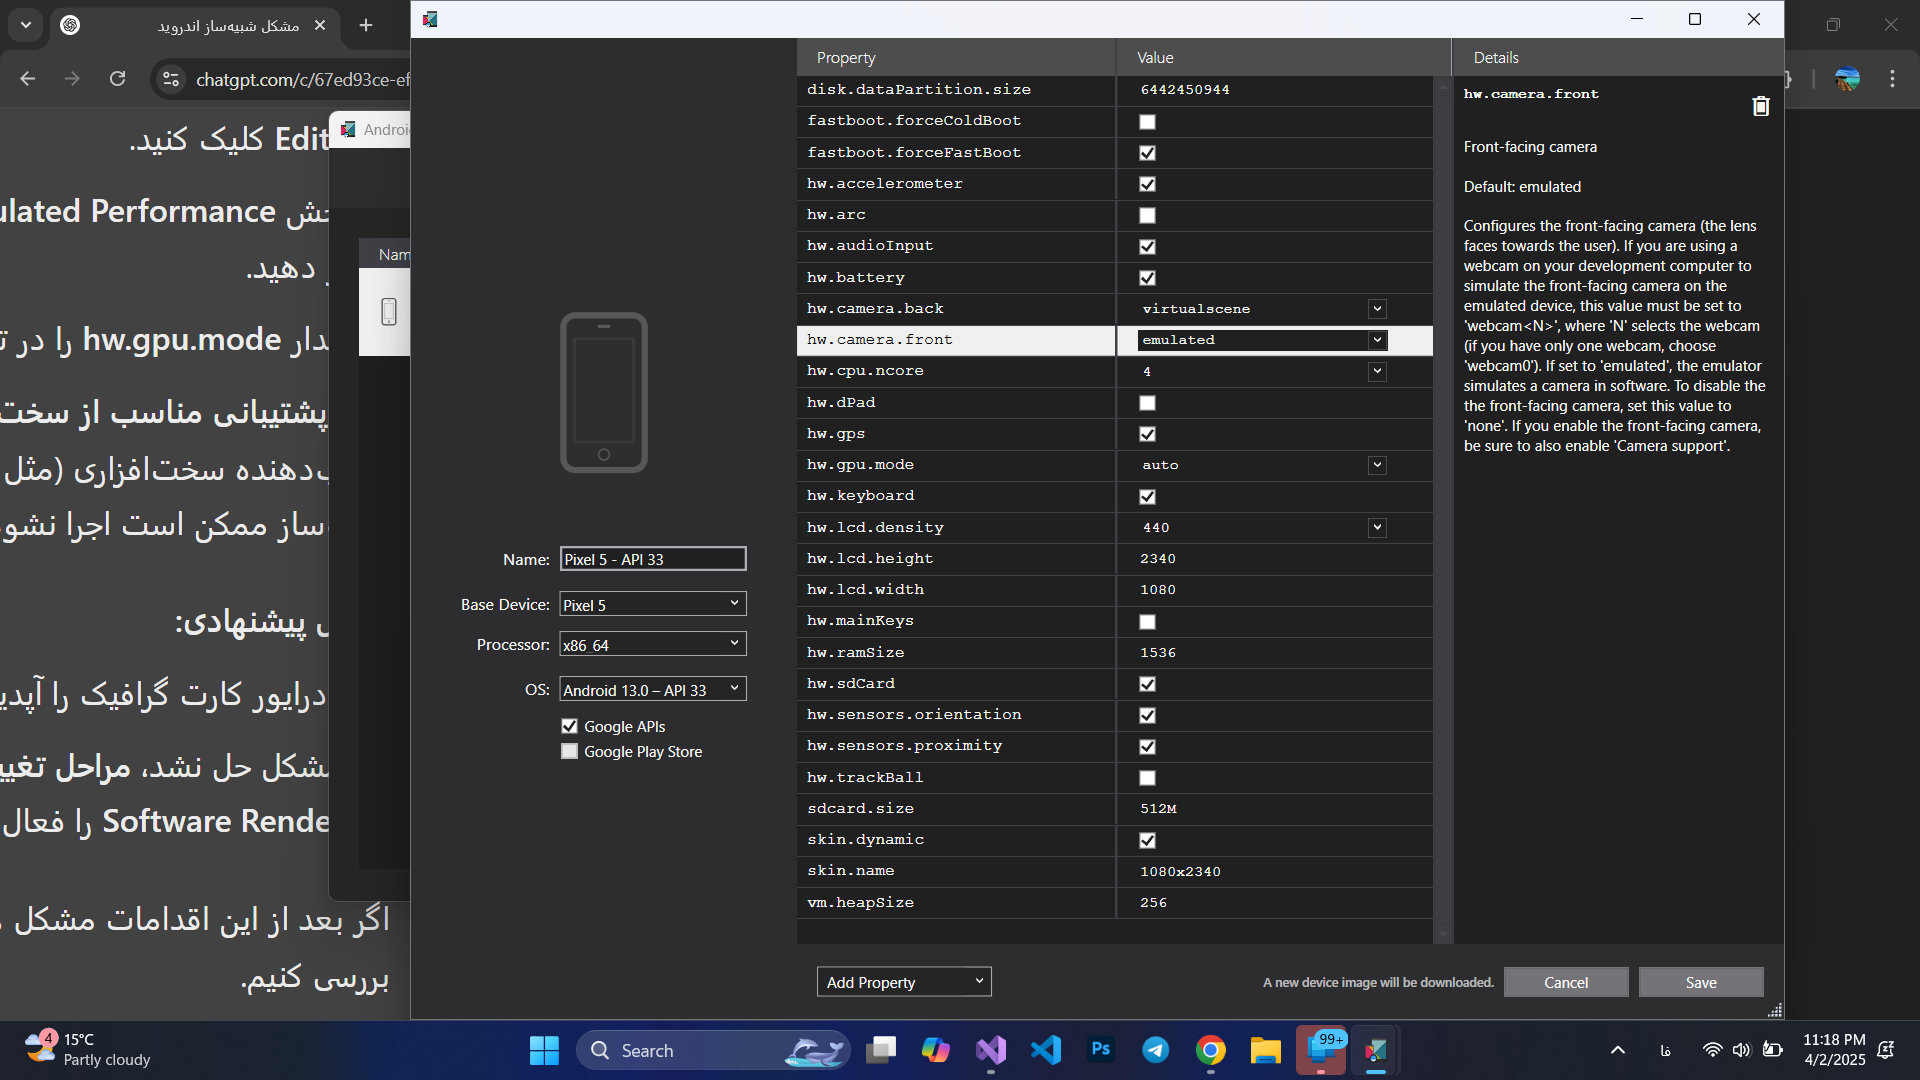 مشکل شبیه‌ساز اندروید
chatgpt.com/c/67ed93ce-ef
Edit کلیک کنید.
ulated Performance
دهید.
hw.gpu.mode را در
پشتیبانی مناسب از سخت
سخت‌افزاری (مثل
ساز ممکن است اجرا نشو
پیشنهادی:
درایور کارت گرافیک را آپدی
حل نشد، مراحل تغیی
Software Rende را فعال
اگر بعد از این اقدامات مشکل
بررسی کنیم.
Androi
Nam
Name: Pixel 5 - API 33
Base Device: Pixel 5
Processor: x86_64
OS: Android 13.0 – API 33
Google APIs
Google Play Store
Property Value Details
disk.dataPartition.size 6442450944
fastboot.forceColdBoot
fastboot.forceFastBoot
hw.accelerometer
hw.arc
hw.audioInput
hw.battery
hw.camera.back virtualscene
hw.camera.front emulated
hw.cpu.ncore 4
hw.dPad
hw.gps
hw.gpu.mode auto
hw.keyboard
hw.lcd.density 440
hw.lcd.height 2340
hw.lcd.width 1080
hw.mainKeys
hw.ramSize 1536
hw.sdCard
hw.sensors.orientation
hw.sensors.proximity
hw.trackBall
sdcard.size 512M
skin.dynamic
skin.name 1080x2340
vm.heapSize 256
hw.camera.front
Front-facing camera
Default: emulated
Configures the front-facing camera (the lens
faces towards the user). If you are using a
webcam on your development computer to
simulate the front-facing camera on the
emulated device, this value must be set to
'webcam<N>', where 'N' selects the webcam
(if you have only one webcam, choose
'webcam0'). If set to 'emulated', the emulator
simulates a camera in software. To disable the
the front-facing camera, set this value to
'none'. If you enable the front-facing camera,
be sure to also enable 'Camera support'.
Add Property
A new device image will be downloaded.
Cancel
Save
4
15°C
Partly cloudy
Search
Ps
99+
فا
11:18 PM
4/2/2025